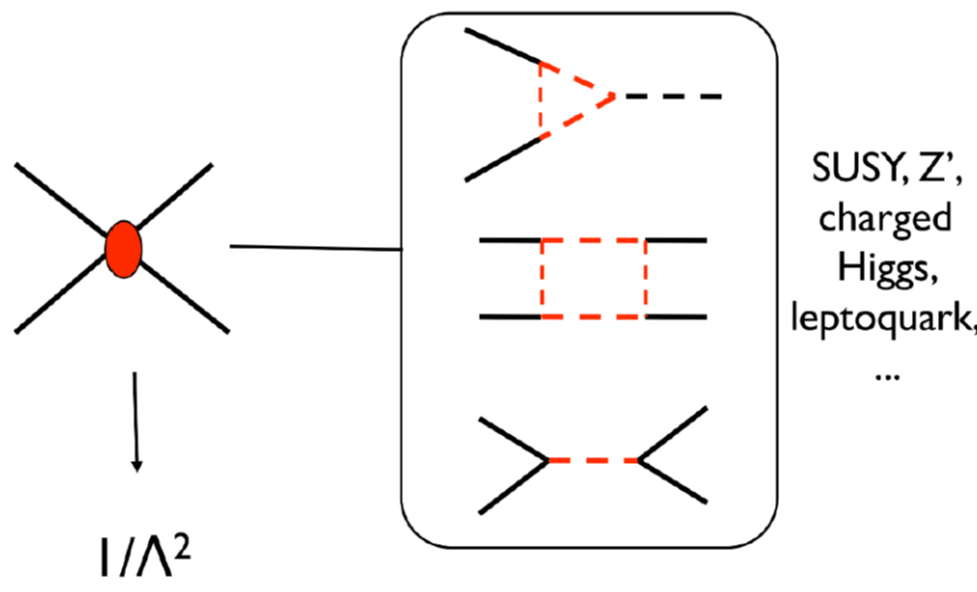 SUSY, Z’,
charged
Higgs,
leptoquark,
...
1/Λ²